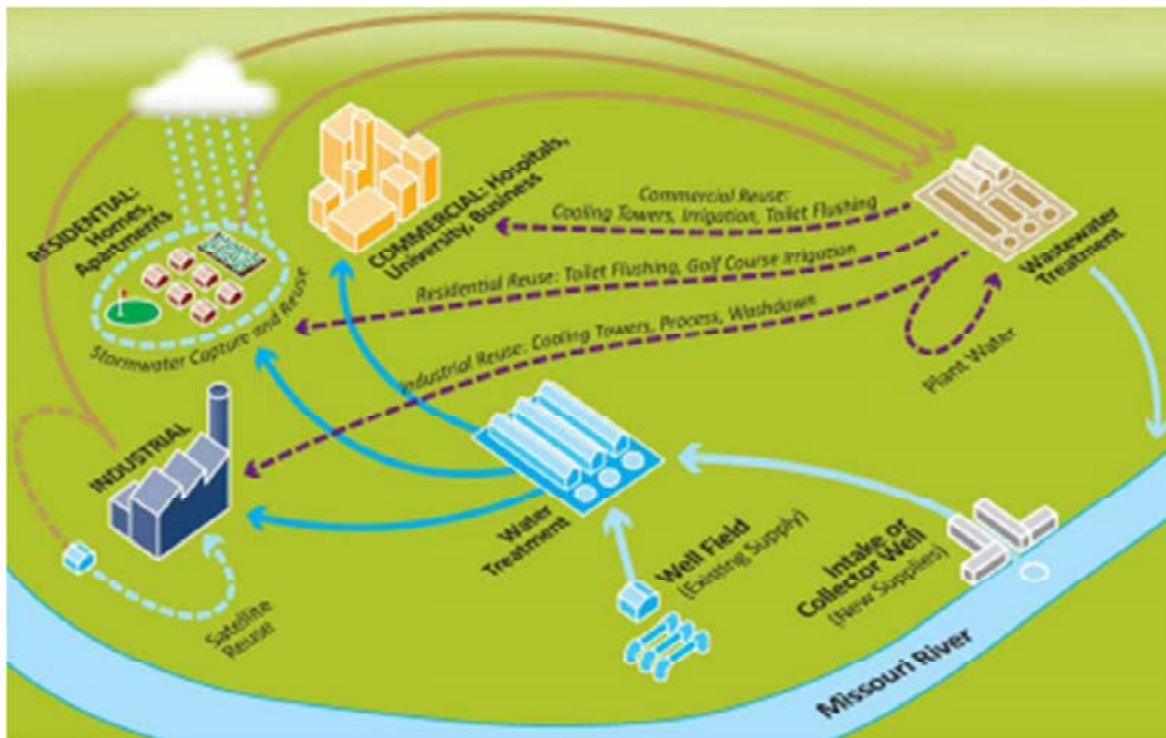 RESIDENTIAL:
Homes,
Apartments
COMMERCIAL: Hospitals,
University, Business
Commercial Reuse:
Cooling Towers, Irrigation, Toilet Flushing
Wastewater
Treatment
Residential Reuse: Toilet Flushing, Golf Course Irrigation
Stormwater Capture and Reuse
Industrial Reuse: Cooling Towers, Process, Washdown
Plant Water
INDUSTRIAL
Water
Treatment
Well Field
(Existing Supply)
Intake or
Collector Well
(New Supplies)
Satellite
Reuse
Missouri River